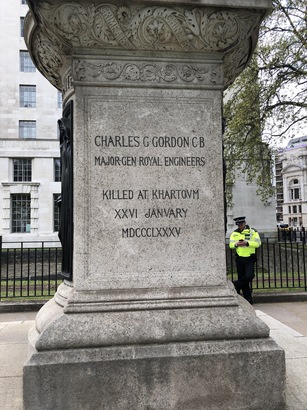 CHARLES G GORDON C B
MAJOR-GEN ROYAL ENGINEERS
KILLED AT KHARTOVM
XXVI JANVARY
MDCCCLXXXV